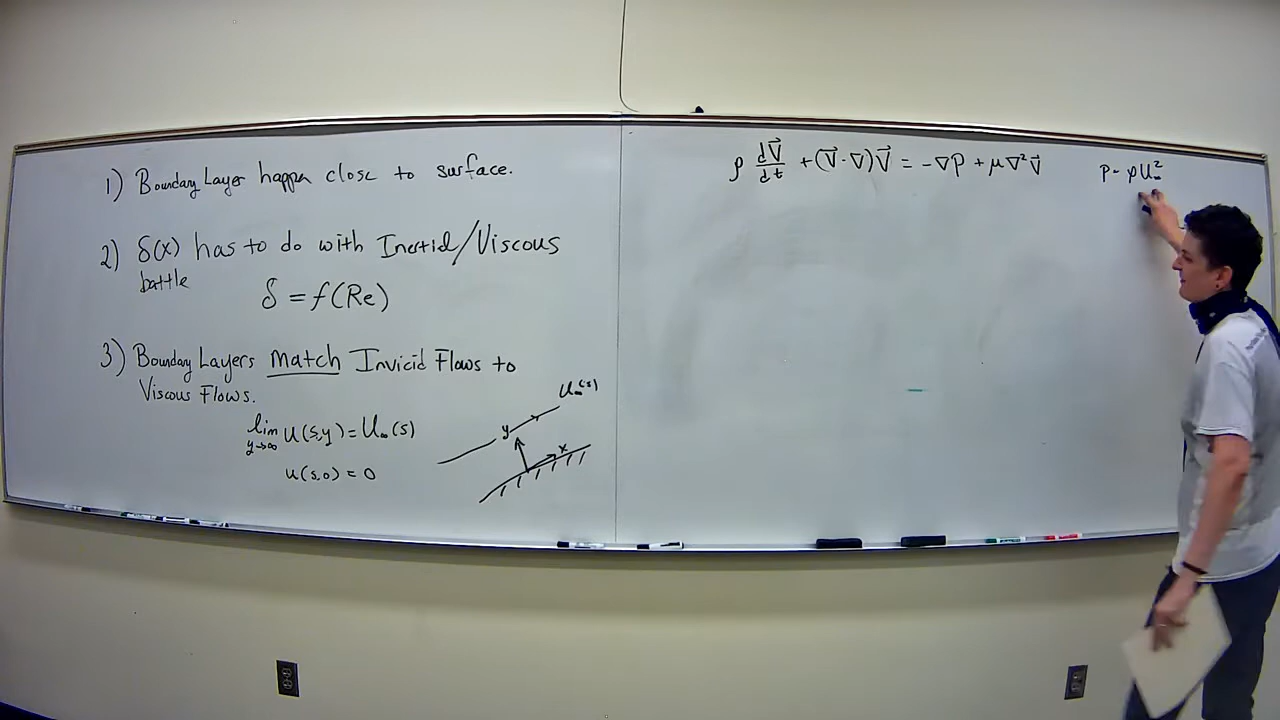 1) Boundary Layer happen close to surface.
2) δ(x) has to do with Inertid/Viscous
battle
δ = f(Re)
3) Boundary Layers match Invicid Flows to
Viscous Flows.
lim y→∞ u(s,y) = U∞(s)
u(s,0) = 0
U∞(s)
y
x
ρ dV⃗/dt + (V⃗·∇)V⃗ = -∇P + μ∇²V⃗
P ~ ρU∞²